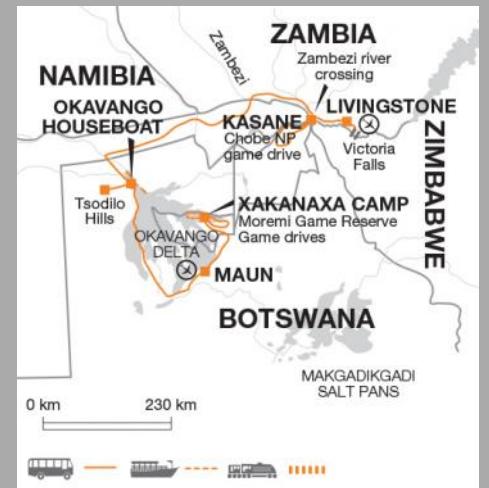 ZAMBIA
Zambezi
Zambezi river
crossing
NAMIBIA
OKAVANGO
HOUSEBOAT
LIVINGSTONE
KASANE
Chobe NP
game drive
Victoria
Falls
ZIMBABWE
Tsodilo
Hills
XAKANAXA CAMP
Moremi Game Reserve
Game drives
OKAVANGO
DELTA
MAUN
BOTSWANA
MAKGADIKGADI
SALT PANS
0 km 230 km